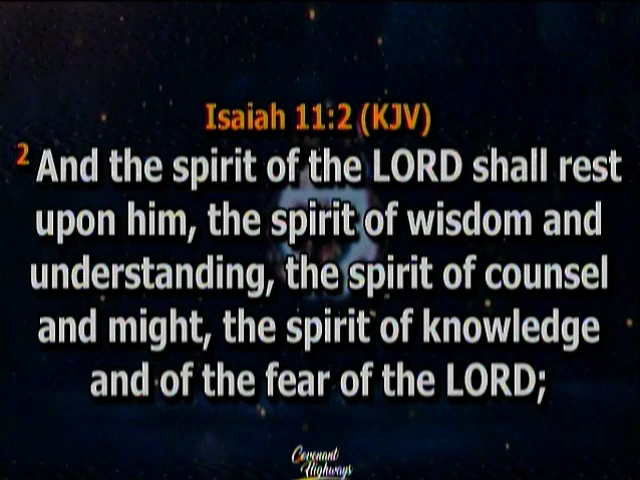 Isaiah 11:2 (KJV)
2 And the spirit of the LORD shall rest
upon him, the spirit of wisdom and
understanding, the spirit of counsel
and might, the spirit of knowledge
and of the fear of the LORD;
Covenant
Highways